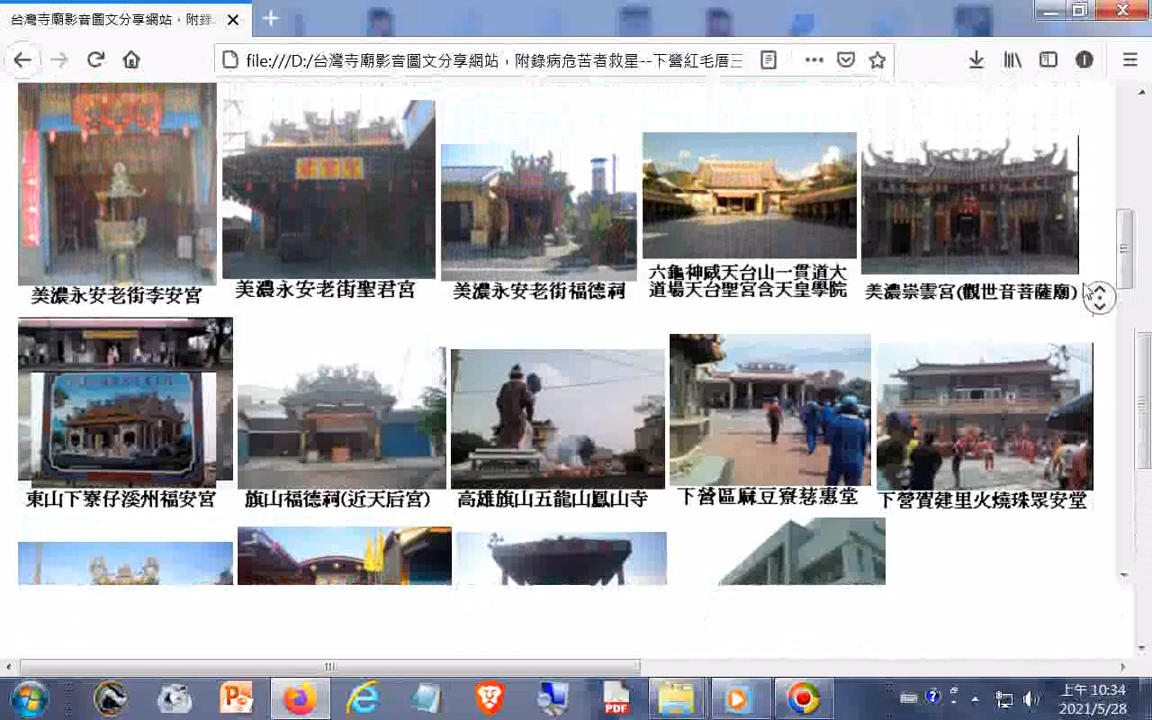 台灣寺廟影音圖文分享網站，附錄
file:///D:/台灣寺廟影音圖文分享網站，附錄病危苦者救星--下營紅毛厝三
美濃永安老街李安宮
美濃永安老街聖君宮
美濃永安老街福德祠
六龜神威天台山一貫道大
道場天台聖宮含天皇學院
美濃崇雲宮(觀世音菩薩廟)
東山下寮仔溪州福安宮
旗山福德祠(近天后宮)
高雄旗山五龍山鳳山寺
下營區麻豆寮慈惠堂
下營賀建里火燒珠眾安堂
PDF
上午 10:34
2021/5/28